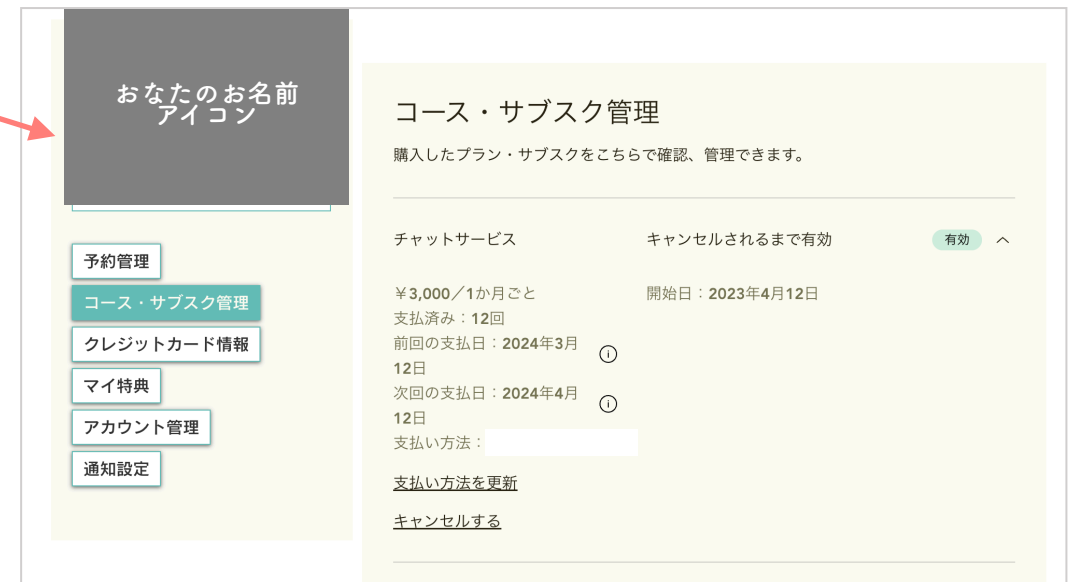 おなたのお名前
アイコン
予約管理
コース・サブスク管理
クレジットカード情報
マイ特典
アカウント管理
通知設定
コース・サブスク管理
購入したプラン・サブスクをこちらで確認、管理できます。
チャットサービス
キャンセルされるまで有効
有効
¥3,000／1か月ごと
開始日：2023年4月12日
支払済み：12回
前回の支払日：2024年3月
12日
次回の支払日：2024年4月
12日
支払い方法：
支払い方法を更新
キャンセルする